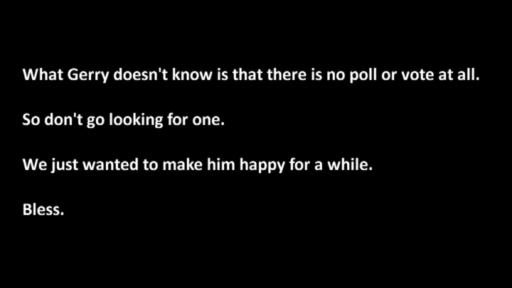 What Gerry doesn't know is that there is no poll or vote at all.
So don't go looking for one.
We just wanted to make him happy for a while.
Bless.